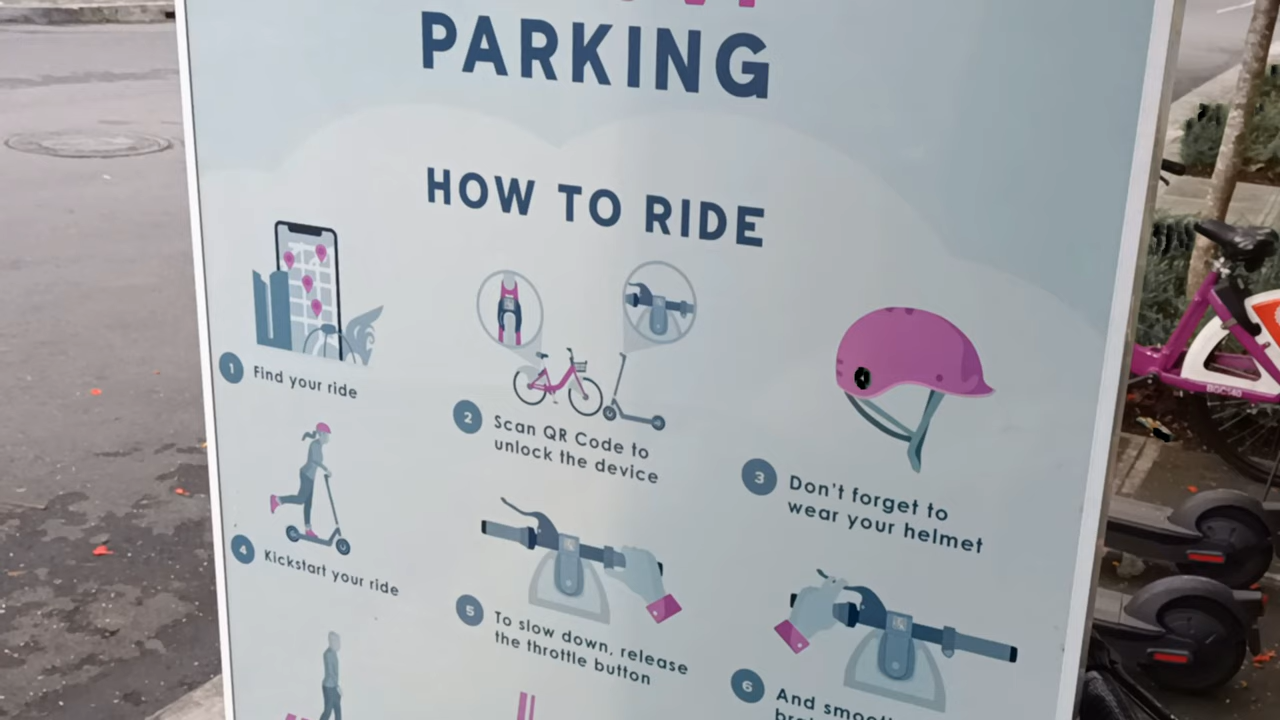 PARKING
HOW TO RIDE
1 Find your ride
2 Scan QR Code to
unlock the device
3 Don't forget to
wear your helmet
4 Kickstart your ride
5 To slow down, release
the throttle button
6 And